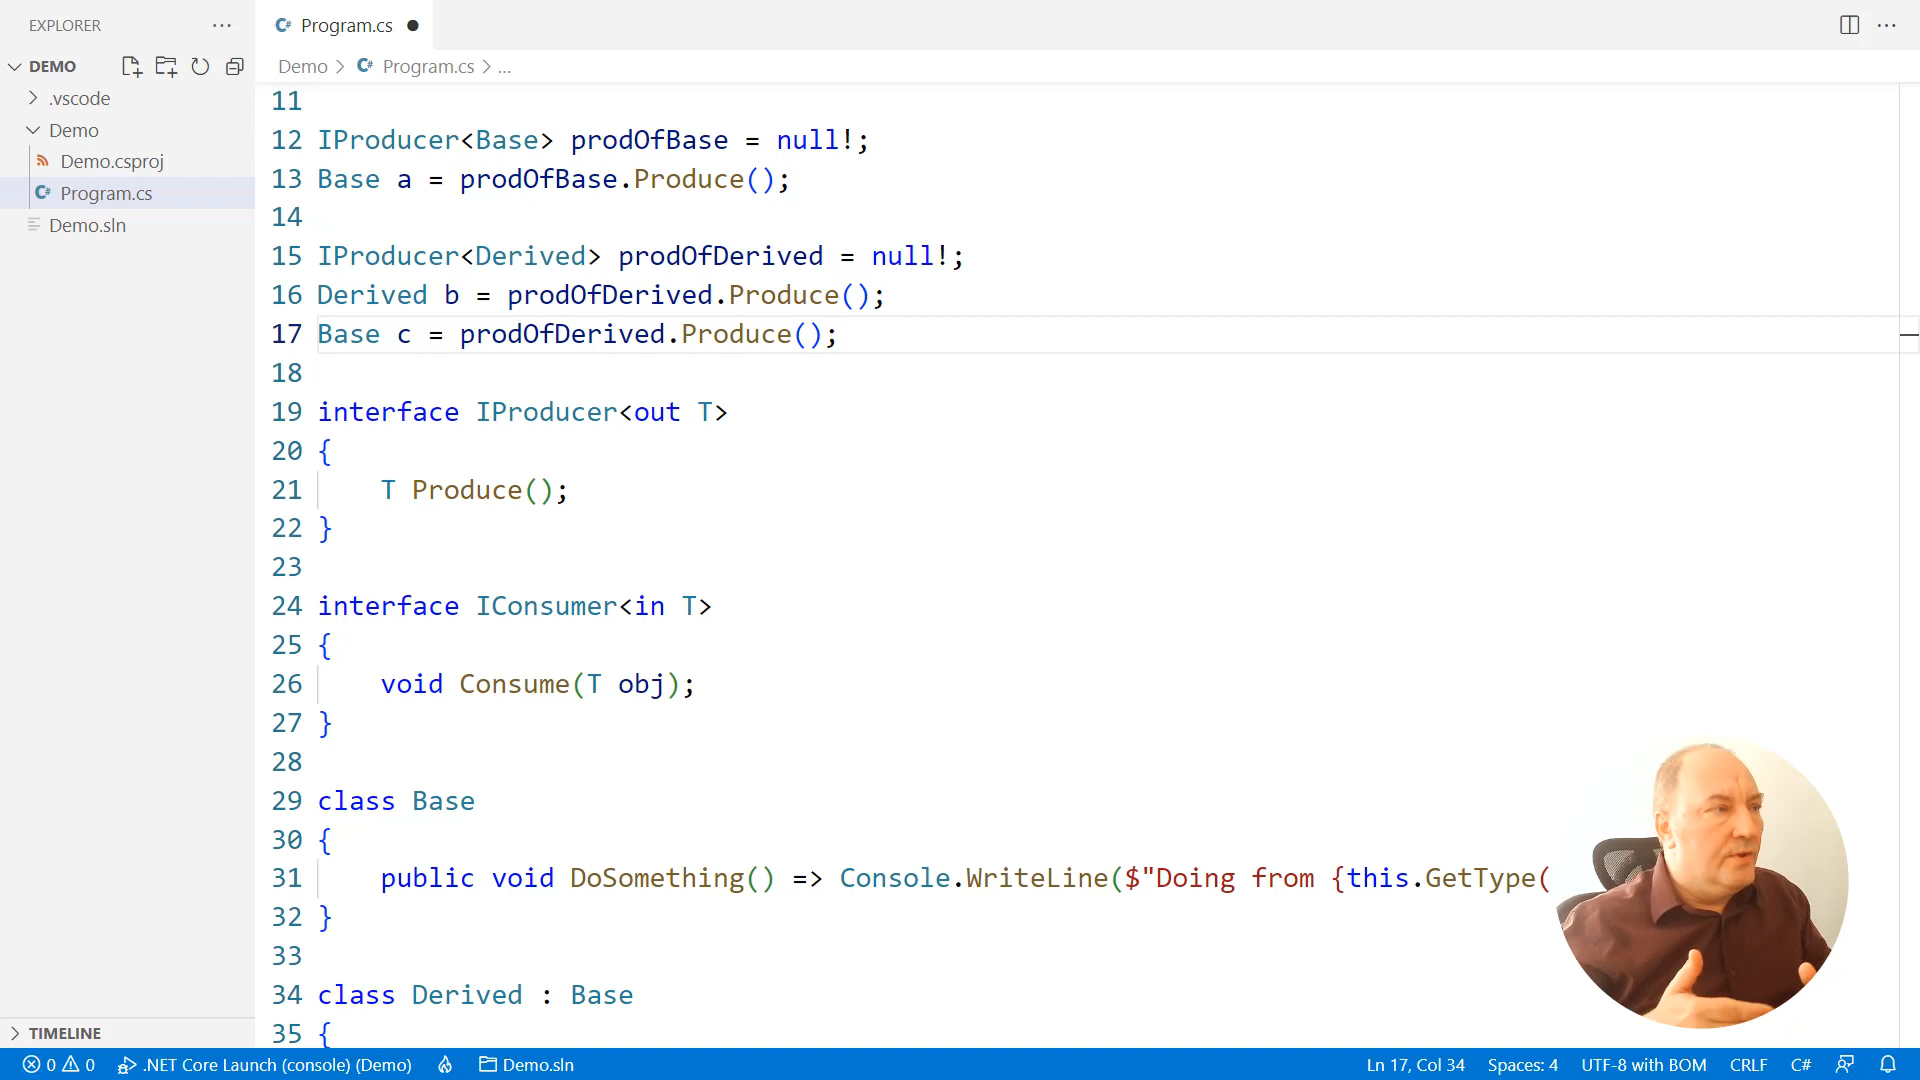 EXPLORER
Program.cs
DEMO
Demo
Program.cs
...
.vscode
Demo
Demo.csproj
Program.cs
Demo.sln
11
12 IProducer<Base> prodOfBase = null!;
13 Base a = prodOfBase.Produce();
14
15 IProducer<Derived> prodOfDerived = null!;
16 Derived b = prodOfDerived.Produce();
17 Base c = prodOfDerived.Produce();
18
19 interface IProducer<out T>
20 {
21 T Produce();
22 }
23
24 interface IConsumer<in T>
25 {
26 void Consume(T obj);
27 }
28
29 class Base
30 {
31 public void DoSomething() => Console.WriteLine($"Doing from {this.GetType(
32 }
33
34 class Derived : Base
35 {
TIMELINE
0 0 .NET Core Launch (console) (Demo) Demo.sln Ln 17, Col 34 Spaces: 4 UTF-8 with BOM CRLF C#